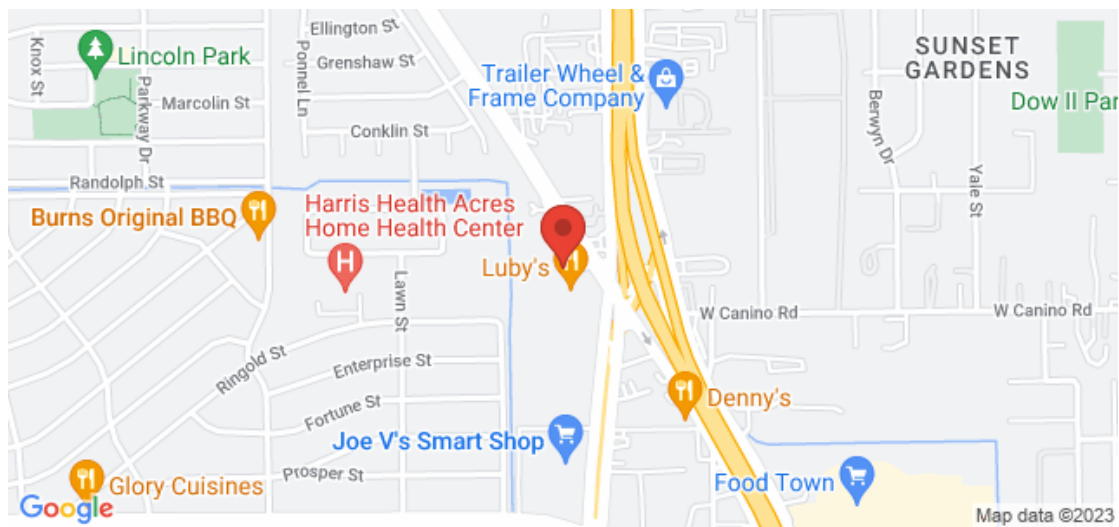 Ellington St
Knox St
Lincoln Park
Ponnel Ln
Grenshaw St
Parkway Dr
Marcolin St
Conklin St
Trailer Wheel &
Frame Company
SUNSET
GARDENS
Dow II Par
Berwyn Dr
Yale St
Randolph St
Burns Original BBQ
Harris Health Acres
Home Health Center
H
Luby's
Lawn St
W Canino Rd
W Canino Rd
Ringold St
Enterprise St
Fortune St
Denny's
Joe V's Smart Shop
Prosper St
Glory Cuisines
Food Town
Google
Map data ©2023